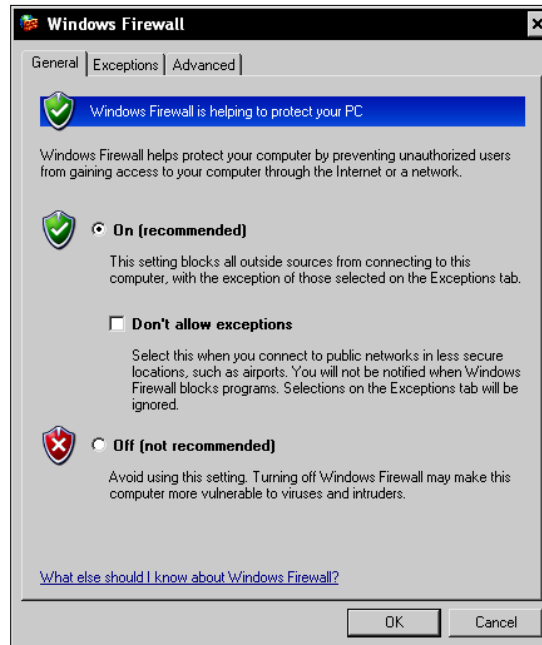 Windows Firewall
General Exceptions Advanced
Windows Firewall is helping to protect your PC
Windows Firewall helps protect your computer by preventing unauthorized users
from gaining access to your computer through the Internet or a network.
On (recommended)
This setting blocks all outside sources from connecting to this
computer, with the exception of those selected on the Exceptions tab.
Don't allow exceptions
Select this when you connect to public networks in less secure
locations, such as airports. You will not be notified when Windows
Firewall blocks programs. Selections on the Exceptions tab will be
ignored.
Off (not recommended)
Avoid using this setting. Turning off Windows Firewall may make this
computer more vulnerable to viruses and intruders.
What else should I know about Windows Firewall?
OK Cancel